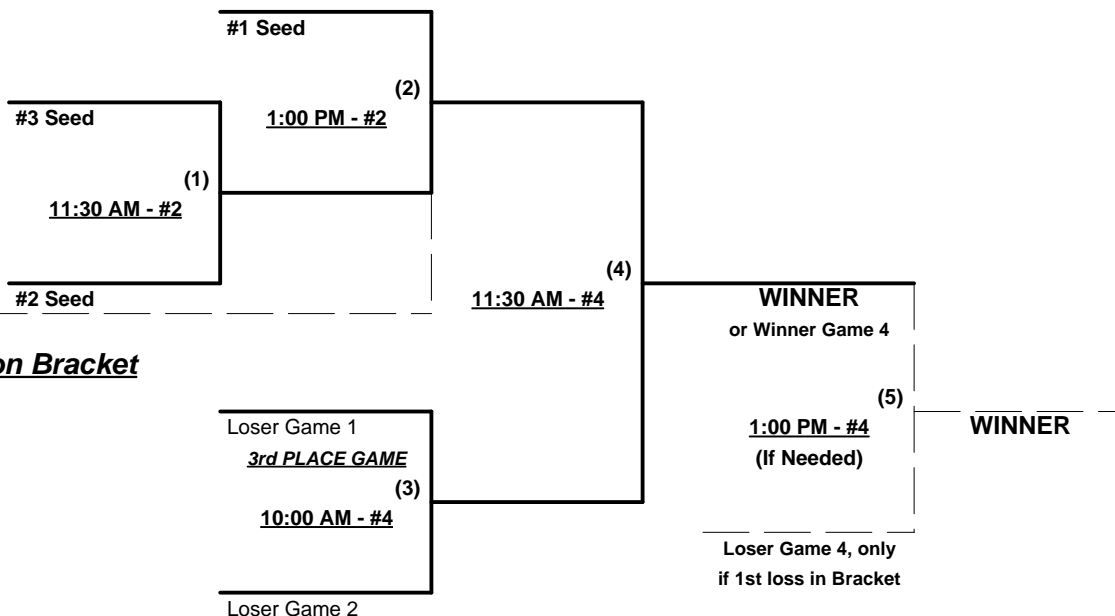 #1 Seed
(2)
#3 Seed
1:00 PM - #2
(1)
11:30 AM - #2
(4)
#2 Seed
11:30 AM - #4
WINNER
or Winner Game 4
on Bracket
(5)
Loser Game 1
1:00 PM - #4
WINNER
3rd PLACE GAME
(If Needed)
(3)
10:00 AM - #4
Loser Game 4, only
if 1st loss in Bracket
Loser Game 2